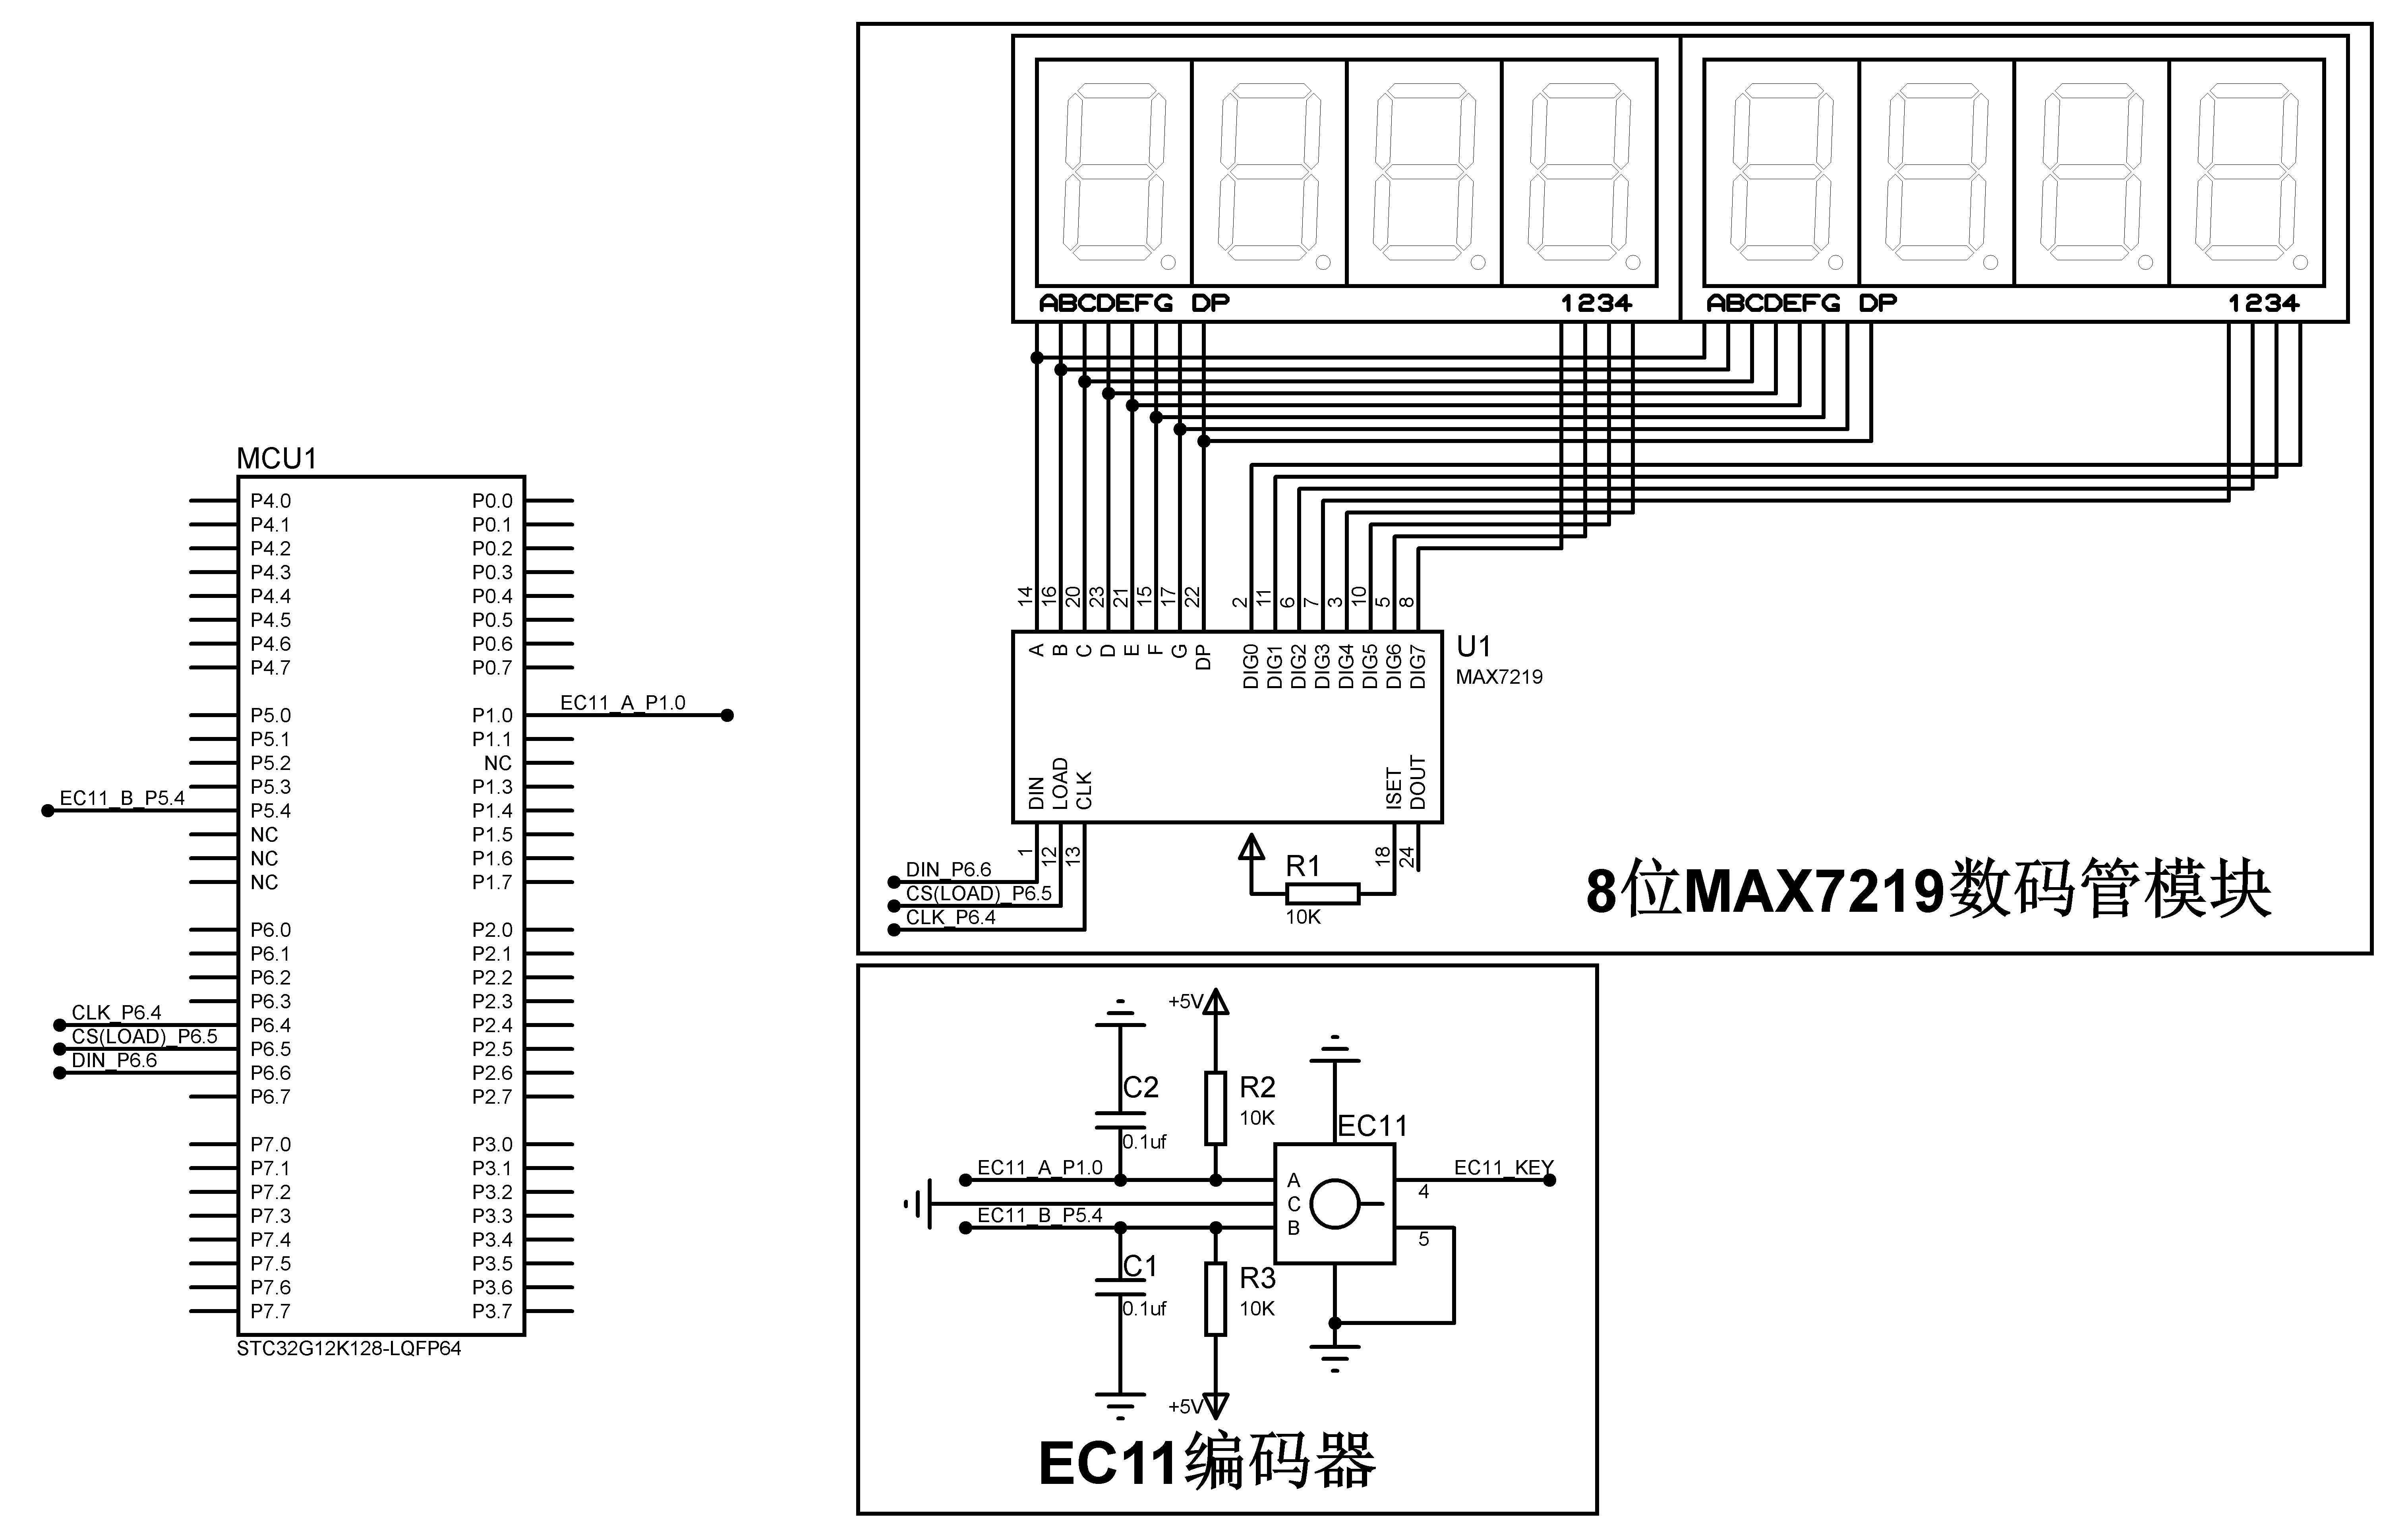 ABCDEFG DP 1234 ABCDEFG DP 1234
MCU1
P4.0 P0.0
P4.1 P0.1
P4.2 P0.2
P4.3 P0.3
P4.4 P0.4
P4.5 P0.5
P4.6 P0.6
P4.7 P0.7
P5.0 P1.0 EC11_A_P1.0
P5.1 P1.1
P5.2 NC
P5.3 P1.3
EC11_B_P5.4 P5.4 P1.4
NC P1.5
NC P1.6
NC P1.7
P6.0 P2.0
P6.1 P2.1
P6.2 P2.2
P6.3 P2.3
CLK_P6.4 P6.4 P2.4
CS(LOAD)_P6.5 P6.5 P2.5
DIN_P6.6 P6.6 P2.6
P6.7 P2.7
P7.0 P3.0
P7.1 P3.1
P7.2 P3.2
P7.3 P3.3
P7.4 P3.4
P7.5 P3.5
P7.6 P3.6
P7.7 P3.7
STC32G12K128-LQFP64
14 16 20 23 21 15 17 22 2 11 6 7 3 10 5 8
A B C D E F G DP DIG0 DIG1 DIG2 DIG3 DIG4 DIG5 DIG6 DIG7
U1
MAX7219
DIN LOAD CLK ISET DOUT
1 12 13 18 24
DIN_P6.6
CS(LOAD)_P6.5
CLK_P6.4
R1
10K
8位MAX7219数码管模块
+5V
C2
0.1uf
R2
10K
EC11
EC11_A_P1.0 A 4 EC11_KEY
C
EC11_B_P5.4 B 5
C1
0.1uf
R3
10K
+5V
EC11编码器